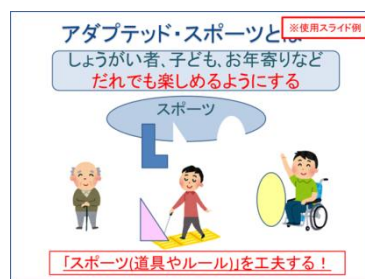 アダプテッド・スポーツとは
※使用スライド例
しょうがい者、子ども、お年寄りなど
だれでも楽しめるようにする
スポーツ
「スポーツ(道具やルール)」を工夫する！